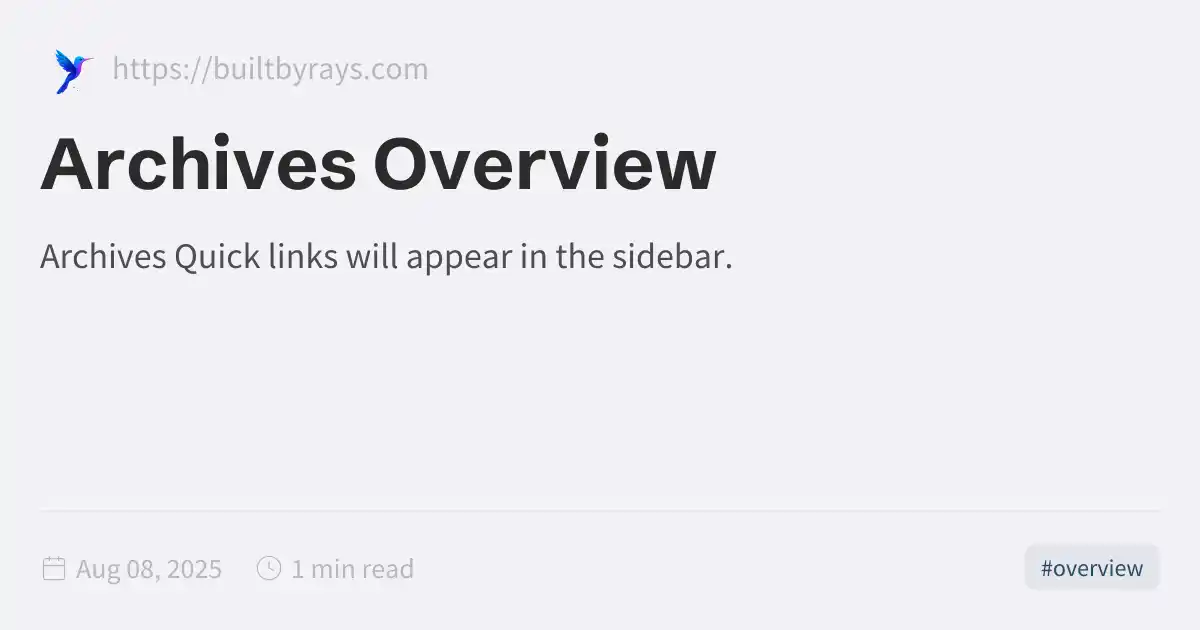 https://builtbyrays.com
Archives Overview
Archives Quick links will appear in the sidebar.
Aug 08, 2025 1 min read #overview